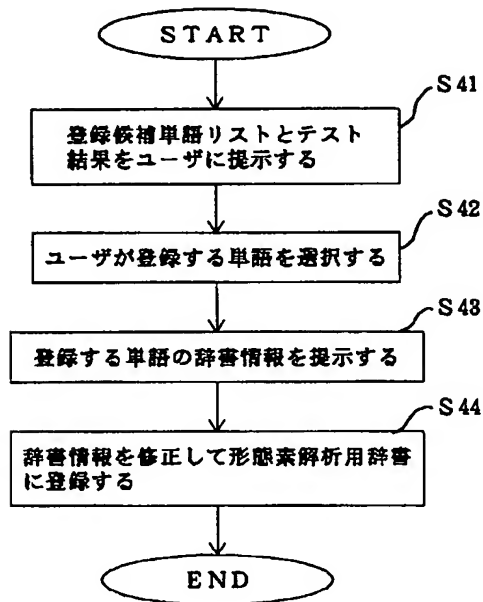 START
S41
登録候補単語リストとテスト
結果をユーザに提示する
S42
ユーザが登録する単語を選択する
S43
登録する単語の辞書情報を提示する
S44
辞書情報を修正して形態素解析用辞書
に登録する
END